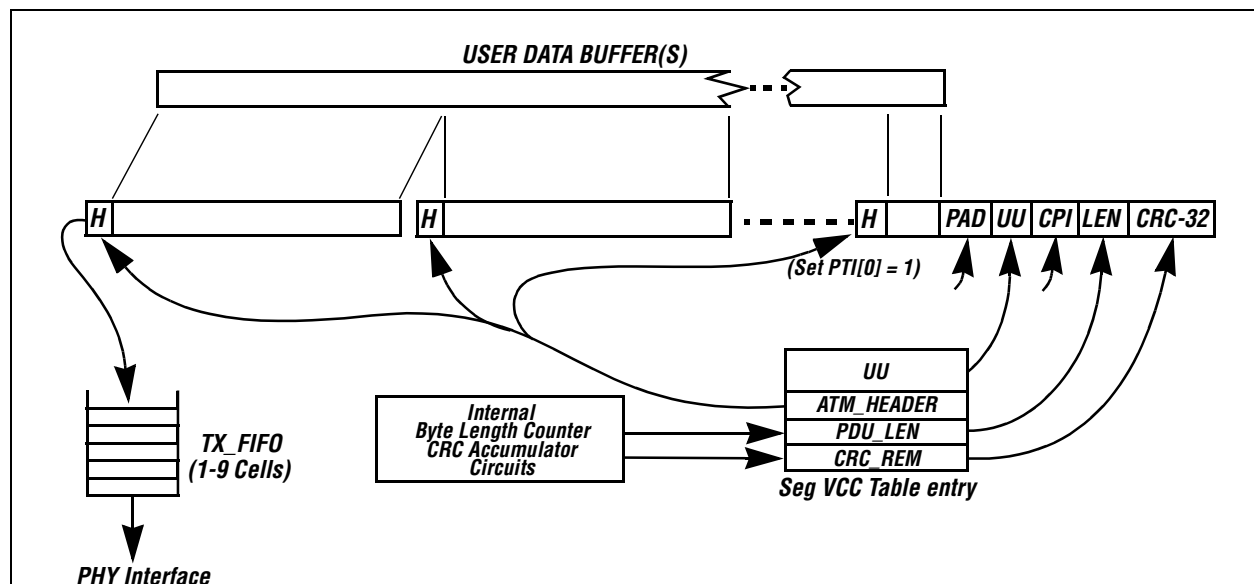 USER DATA BUFFER(S)
H
H
H
PAD
UU
CPI
LEN
CRC-32
(Set PTI[0] = 1)
UU
ATM_HEADER
PDU_LEN
CRC_REM
Seg VCC Table entry
Internal
Byte Length Counter
CRC Accumulator
Circuits
TX_FIFO
(1-9 Cells)
PHY Interface